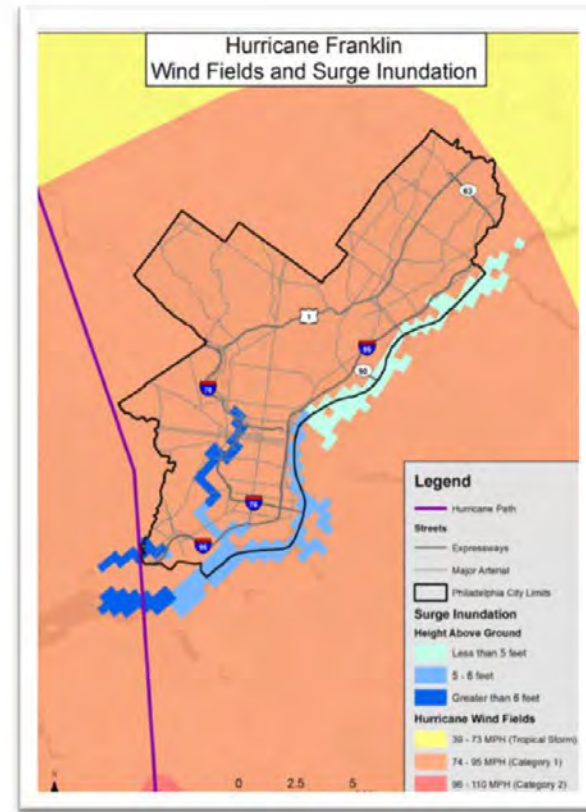 Hurricane Franklin
Wind Fields and Surge Inundation
63
1
95
90
76
76
95
Legend
Hurricane Path
Streets
Expressways
Major Arterial
Philadelphia City Limits
Surge Inundation
Height Above Ground
Less than 5 feet
5 - 6 feet
Greater than 6 feet
Hurricane Wind Fields
39 - 73 MPH (Tropical Storm)
74 - 95 MPH (Category 1)
96 - 110 MPH (Category 2)
0 2.5 5